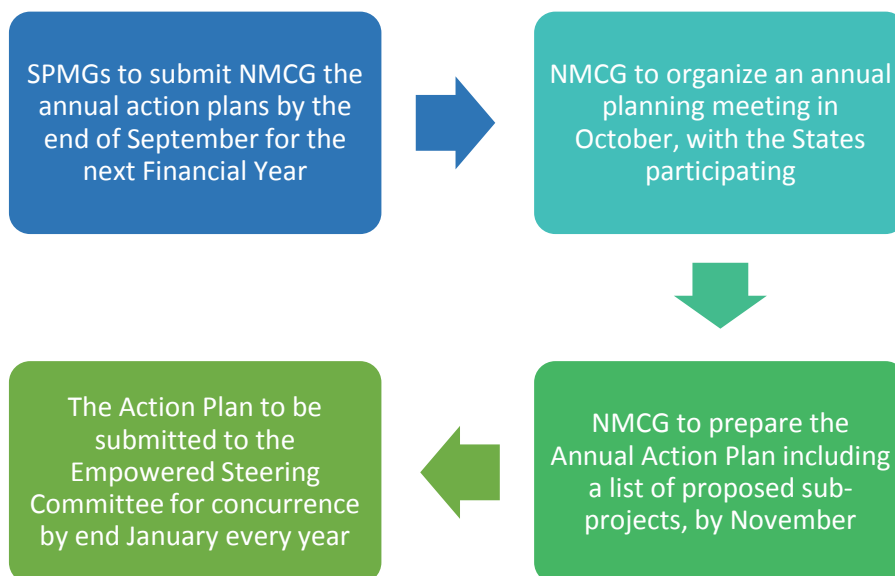 SPMGs to submit NMCG the
annual action plans by the
end of September for the
next Financial Year
NMCG to organize an annual
planning meeting in
October, with the States
participating
NMCG to prepare the
Annual Action Plan including
a list of proposed sub-
projects, by November
The Action Plan to be
submitted to the
Empowered Steering
Committee for concurrence
by end January every year